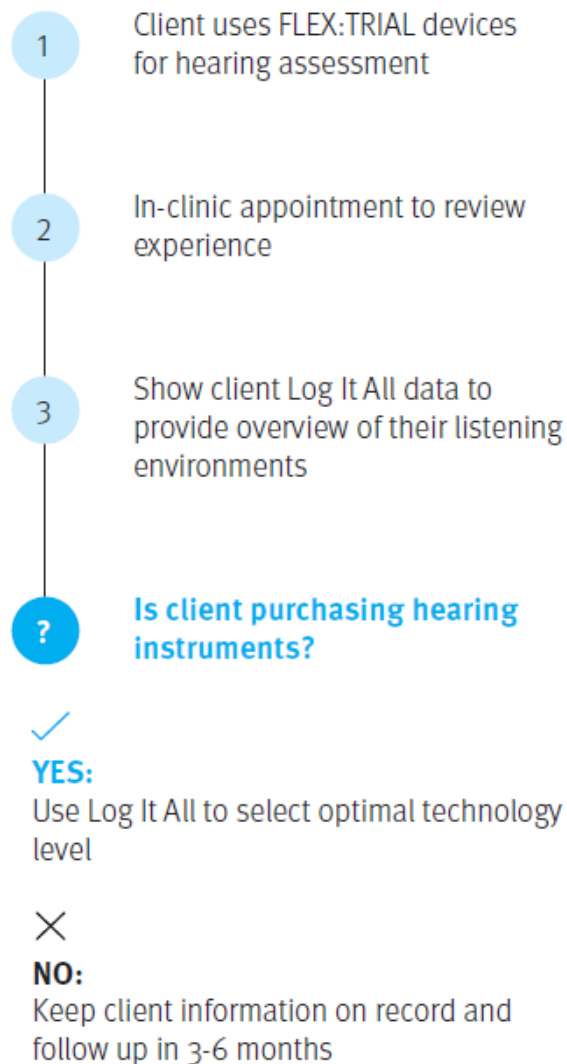 1
Client uses FLEX:TRIAL devices
for hearing assessment
2
In-clinic appointment to review
experience
3
Show client Log It All data to
provide overview of their listening
environments
?
Is client purchasing hearing
instruments?
YES:
Use Log It All to select optimal technology
level
NO:
Keep client information on record and
follow up in 3-6 months